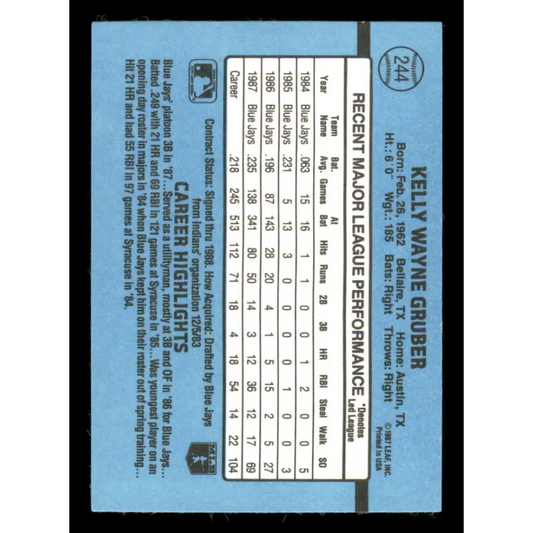 244
KELLY WAYNE GRUBER
Born: Feb. 26, 1962 Bellaire, TX Home: Austin, TX
Ht.: 6'0" Wgt.: 185 Bats: Right Throws: Right
© 1987 LEAF, INC.
Printed in USA
RECENT MAJOR LEAGUE PERFORMANCE
*Denotes
Led League
Team Bat. At
Year Name Avg. Games Bat Hits Runs 2B 3B HR RBI Steal Walk SO
1984 Blue Jays .063 15 16 1 1 0 0 1 2 0 0 5
1985 Blue Jays .231 5 13 3 0 0 0 0 1 0 0 3
1986 Blue Jays .196 87 143 28 20 4 1 5 15 2 5 27
1987 Blue Jays .235 138 341 80 50 14 3 12 36 12 17 69
Career .218 245 513 112 71 18 4 18 54 14 22 104
Contract Status: Signed thru 1988. How Acquired: Drafted by Blue Jays
from Indians' organization 12/5/83
CAREER HIGHLIGHTS
Blue Jays' platoon 3B in '87...Served as a utilityman, mostly at 3B and OF in '86 for Blue Jays...
Batted .249 with 21 HR and 69 RBI in 121 games at Syracuse in '85...Was youngest player on an
opening day roster in majors in '84 when Blue Jays kept him on their roster out of spring training...
Hit 21 HR and had 55 RBI in 97 games at Syracuse in '84.